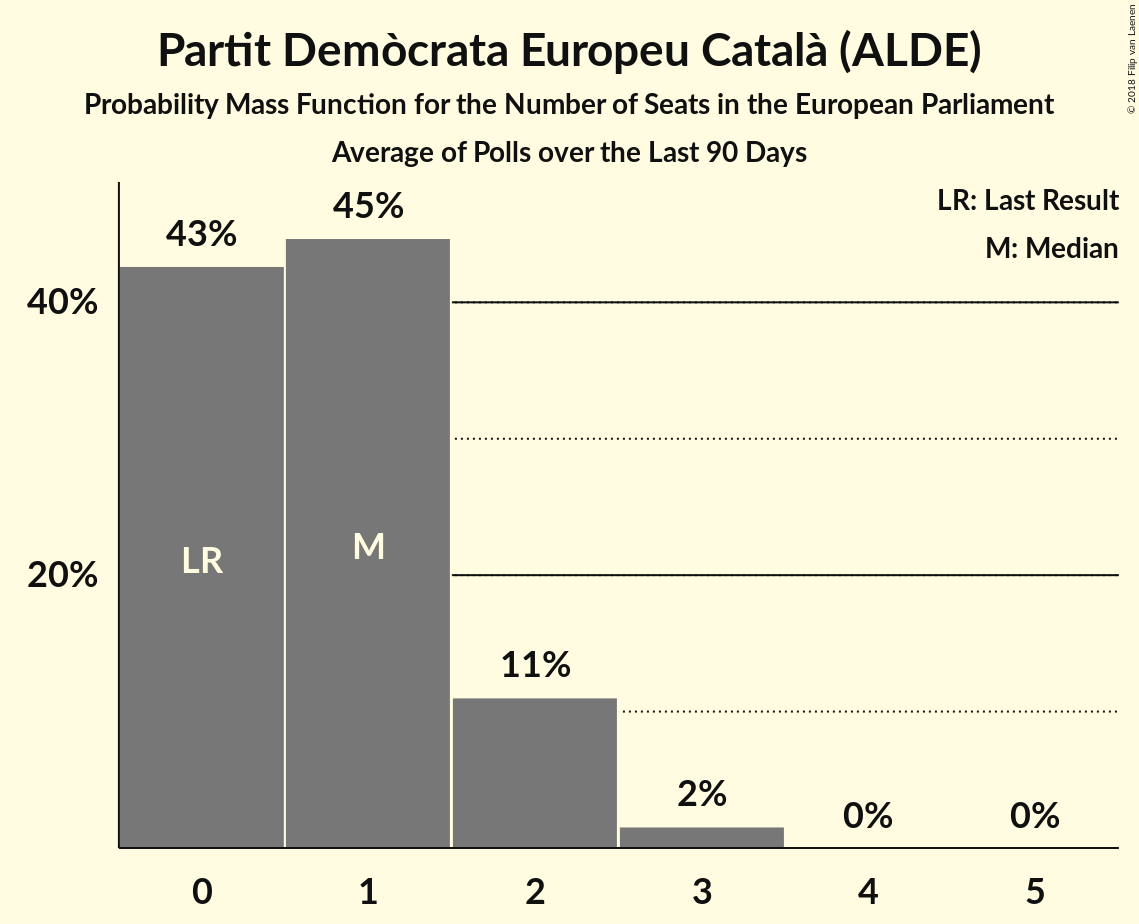 Partit Demòcrata Europeu Català (ALDE)
Probability Mass Function for the Number of Seats in the European Parliament
Average of Polls over the Last 90 Days
© 2018 Filip van Laenen
LR: Last Result
M: Median
43%
45%
11%
2%
0%
0%
40%
20%
LR
M
0
1
2
3
4
5